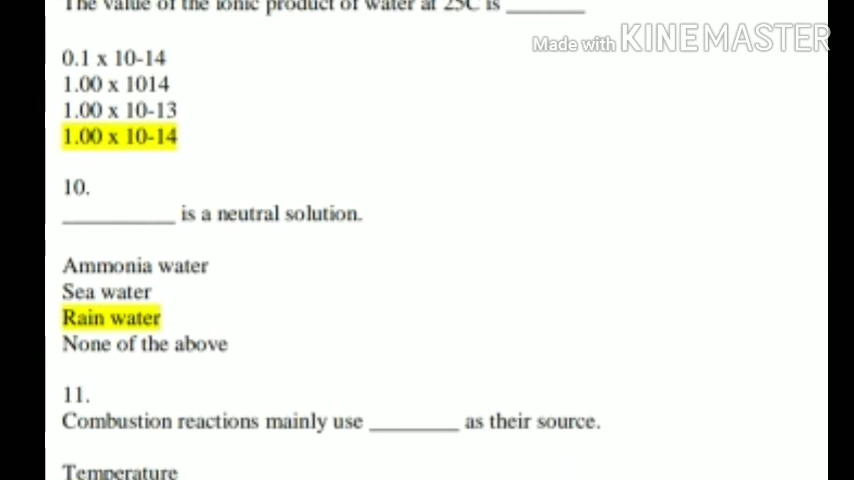 The value of the ionic product of water at 25C is ________
Made with KINEMASTER
0.1 x 10-14
1.00 x 1014
1.00 x 10-13
1.00 x 10-14
10.
___________ is a neutral solution.
Ammonia water
Sea water
Rain water
None of the above
11.
Combustion reactions mainly use _________ as their source.
Temperature